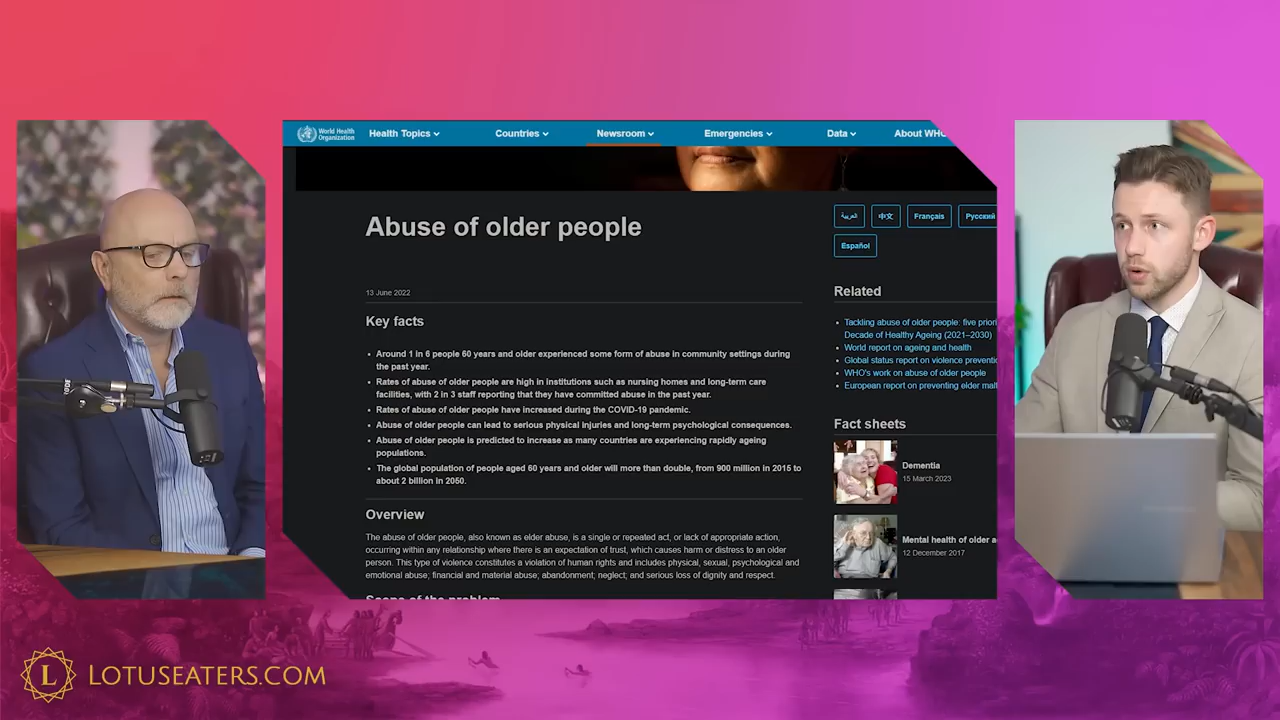 World Health
Organization
Health Topics
Countries
Newsroom
Emergencies
Data
About WHO
Abuse of older people
العربية
中文
Français
Русский
Español
13 June 2022
Key facts
Around 1 in 6 people 60 years and older experienced some form of abuse in community settings during
the past year.
Rates of abuse of older people are high in institutions such as nursing homes and long-term care
facilities, with 2 in 3 staff reporting that they have committed abuse in the past year.
Rates of abuse of older people have increased during the COVID-19 pandemic.
Abuse of older people can lead to serious physical injuries and long-term psychological consequences.
Abuse of older people is predicted to increase as many countries are experiencing rapidly ageing
populations.
The global population of people aged 60 years and older will more than double, from 900 million in 2015 to
about 2 billion in 2050.
Overview
The abuse of older people, also known as elder abuse, is a single or repeated act, or lack of appropriate action,
occurring within any relationship where there is an expectation of trust, which causes harm or distress to an older
person. This type of violence constitutes a violation of human rights and includes physical, sexual, psychological and
emotional abuse; financial and material abuse; abandonment; neglect; and serious loss of dignity and respect.
Scope of the problem
Related
Tackling abuse of older people: five prior
Decade of Healthy Ageing (2021–2030)
World report on ageing and health
Global status report on violence preventio
WHO's work on abuse of older people
European report on preventing elder malt
Fact sheets
Dementia
15 March 2023
Mental health of older a
12 December 2017
L LOTUSEATERS.COM